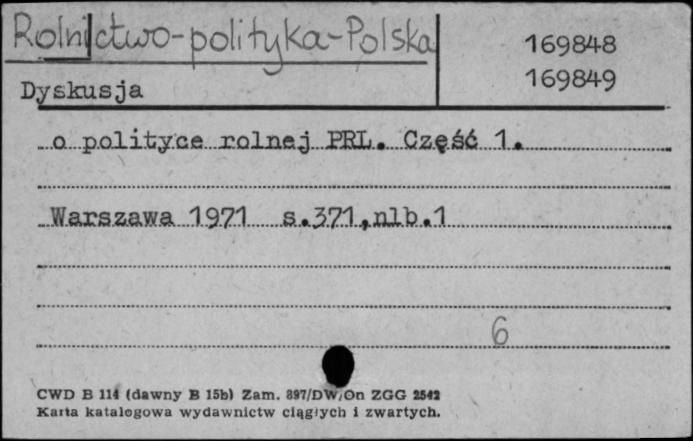 Rolnictwo-polityka-Polska
169848
169849
Dyskusja
o polityce rolnej PRL. Część 1.
Warszawa 1971 s.371,nlb.1
6
CWD B 114 (dawny B 15b) Zam. 897/DW/On ZGG 2542
Karta katalogowa wydawnictw ciągłych i zwartych.